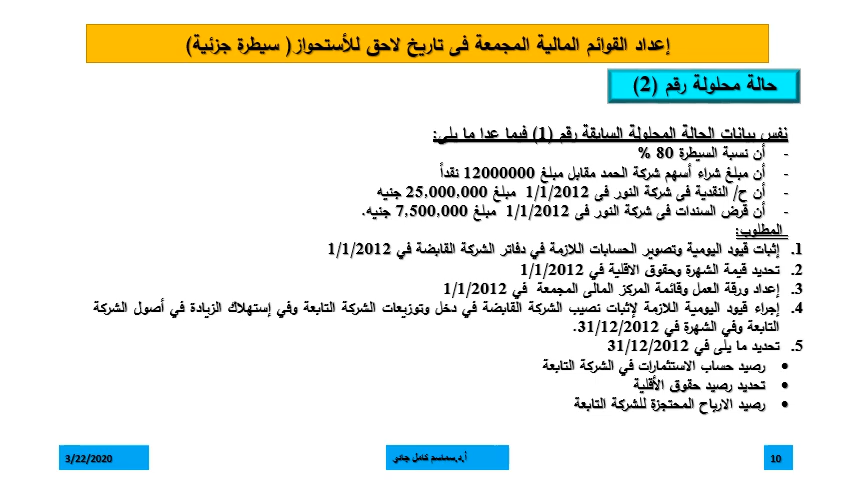 إعداد القوائم المالية المجمعة فى تاريخ لاحق للأستحواز( سيطرة جزئية)
حالة محلولة رقم (2)
نفس بيانات الحالة المحلولة السابقة رقم (1) فيما عدا ما يلى:
- أن نسبة السيطرة 80 %
- أن مبلغ شراء أسهم شركة الحمد مقابل مبلغ 12000000 نقداً
- أن ح/ النقدية فى شركة النور فى 1/1/2012 مبلغ 25,000,000 جنيه
- أن قرض السندات فى شركة النور فى 1/1/2012 مبلغ 7,500,000 جنيه.
المطلوب:
1. إثبات قيود اليومية وتصوير الحسابات اللازمة في دفاتر الشركة القابضة في 1/1/2012
2. تحديد قيمة الشهرة وحقوق الاقلية في 1/1/2012
3. إعداد ورقة العمل وقائمة المركز المالى المجمعة في 1/1/2012
4. إجراء قيود اليومية اللازمة لإثبات نصيب الشركة القابضة في دخل وتوزيعات الشركة التابعة وفي إستهلاك الزيادة في أصول الشركة
التابعة وفي الشهرة في 31/12/2012.
5. تحديد ما يلى في 31/12/2012
• رصيد حساب الاستثمارات في الشركة التابعة
• تحديد رصيد حقوق الأقلية
• رصيد الارباح المحتجزة للشركة التابعة
3/22/2020
أ.د.سماسم كامل
10